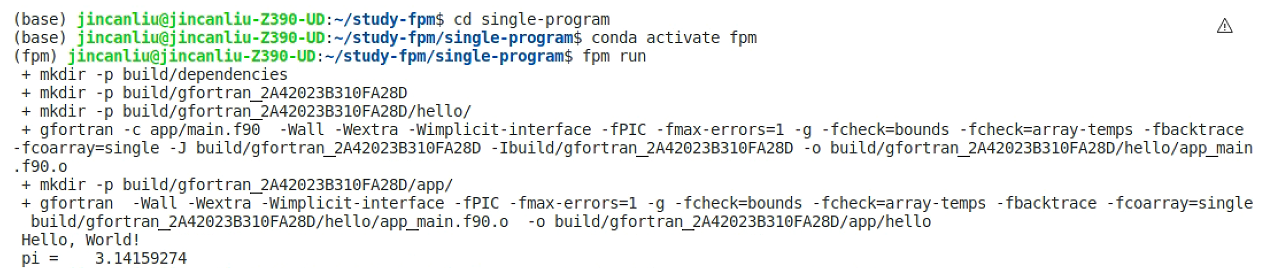 (base) jincanliu@jincanliu-Z390-UD:~/study-fpm$ cd single-program
(base) jincanliu@jincanliu-Z390-UD:~/study-fpm/single-program$ conda activate fpm
(fpm) jincanliu@jincanliu-Z390-UD:~/study-fpm/single-program$ fpm run
 + mkdir -p build/dependencies
 + mkdir -p build/gfortran_2A42023B310FA28D
 + mkdir -p build/gfortran_2A42023B310FA28D/hello/
 + gfortran -c app/main.f90  -Wall -Wextra -Wimplicit-interface -fPIC -fmax-errors=1 -g -fcheck=bounds -fcheck=array-temps -fbacktrace
-fcoarray=single -J build/gfortran_2A42023B310FA28D -Ibuild/gfortran_2A42023B310FA28D -o build/gfortran_2A42023B310FA28D/hello/app_main
.f90.o
 + mkdir -p build/gfortran_2A42023B310FA28D/app/
 + gfortran  -Wall -Wextra -Wimplicit-interface -fPIC -fmax-errors=1 -g -fcheck=bounds -fcheck=array-temps -fbacktrace -fcoarray=single
  build/gfortran_2A42023B310FA28D/hello/app_main.f90.o  -o build/gfortran_2A42023B310FA28D/app/hello
 Hello, World!
 pi =    3.14159274